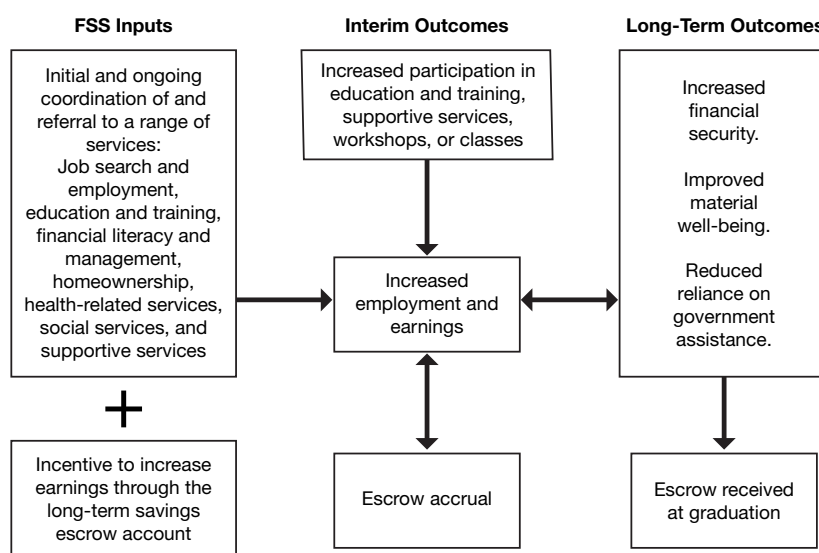 FSS Inputs
Initial and ongoing
coordination of and
referral to a range of
services:
Job search and
employment,
education and training,
financial literacy and
management,
homeownership,
health-related services,
social services, and
supportive services
+
Incentive to increase
earnings through the
long-term savings
escrow account
Interim Outcomes
Increased participation in
education and training,
supportive services,
workshops, or classes
Increased
employment and
earnings
Escrow accrual
Long-Term Outcomes
Increased
financial
security.
Improved
material
well-being.
Reduced
reliance on
government
assistance.
Escrow received
at graduation